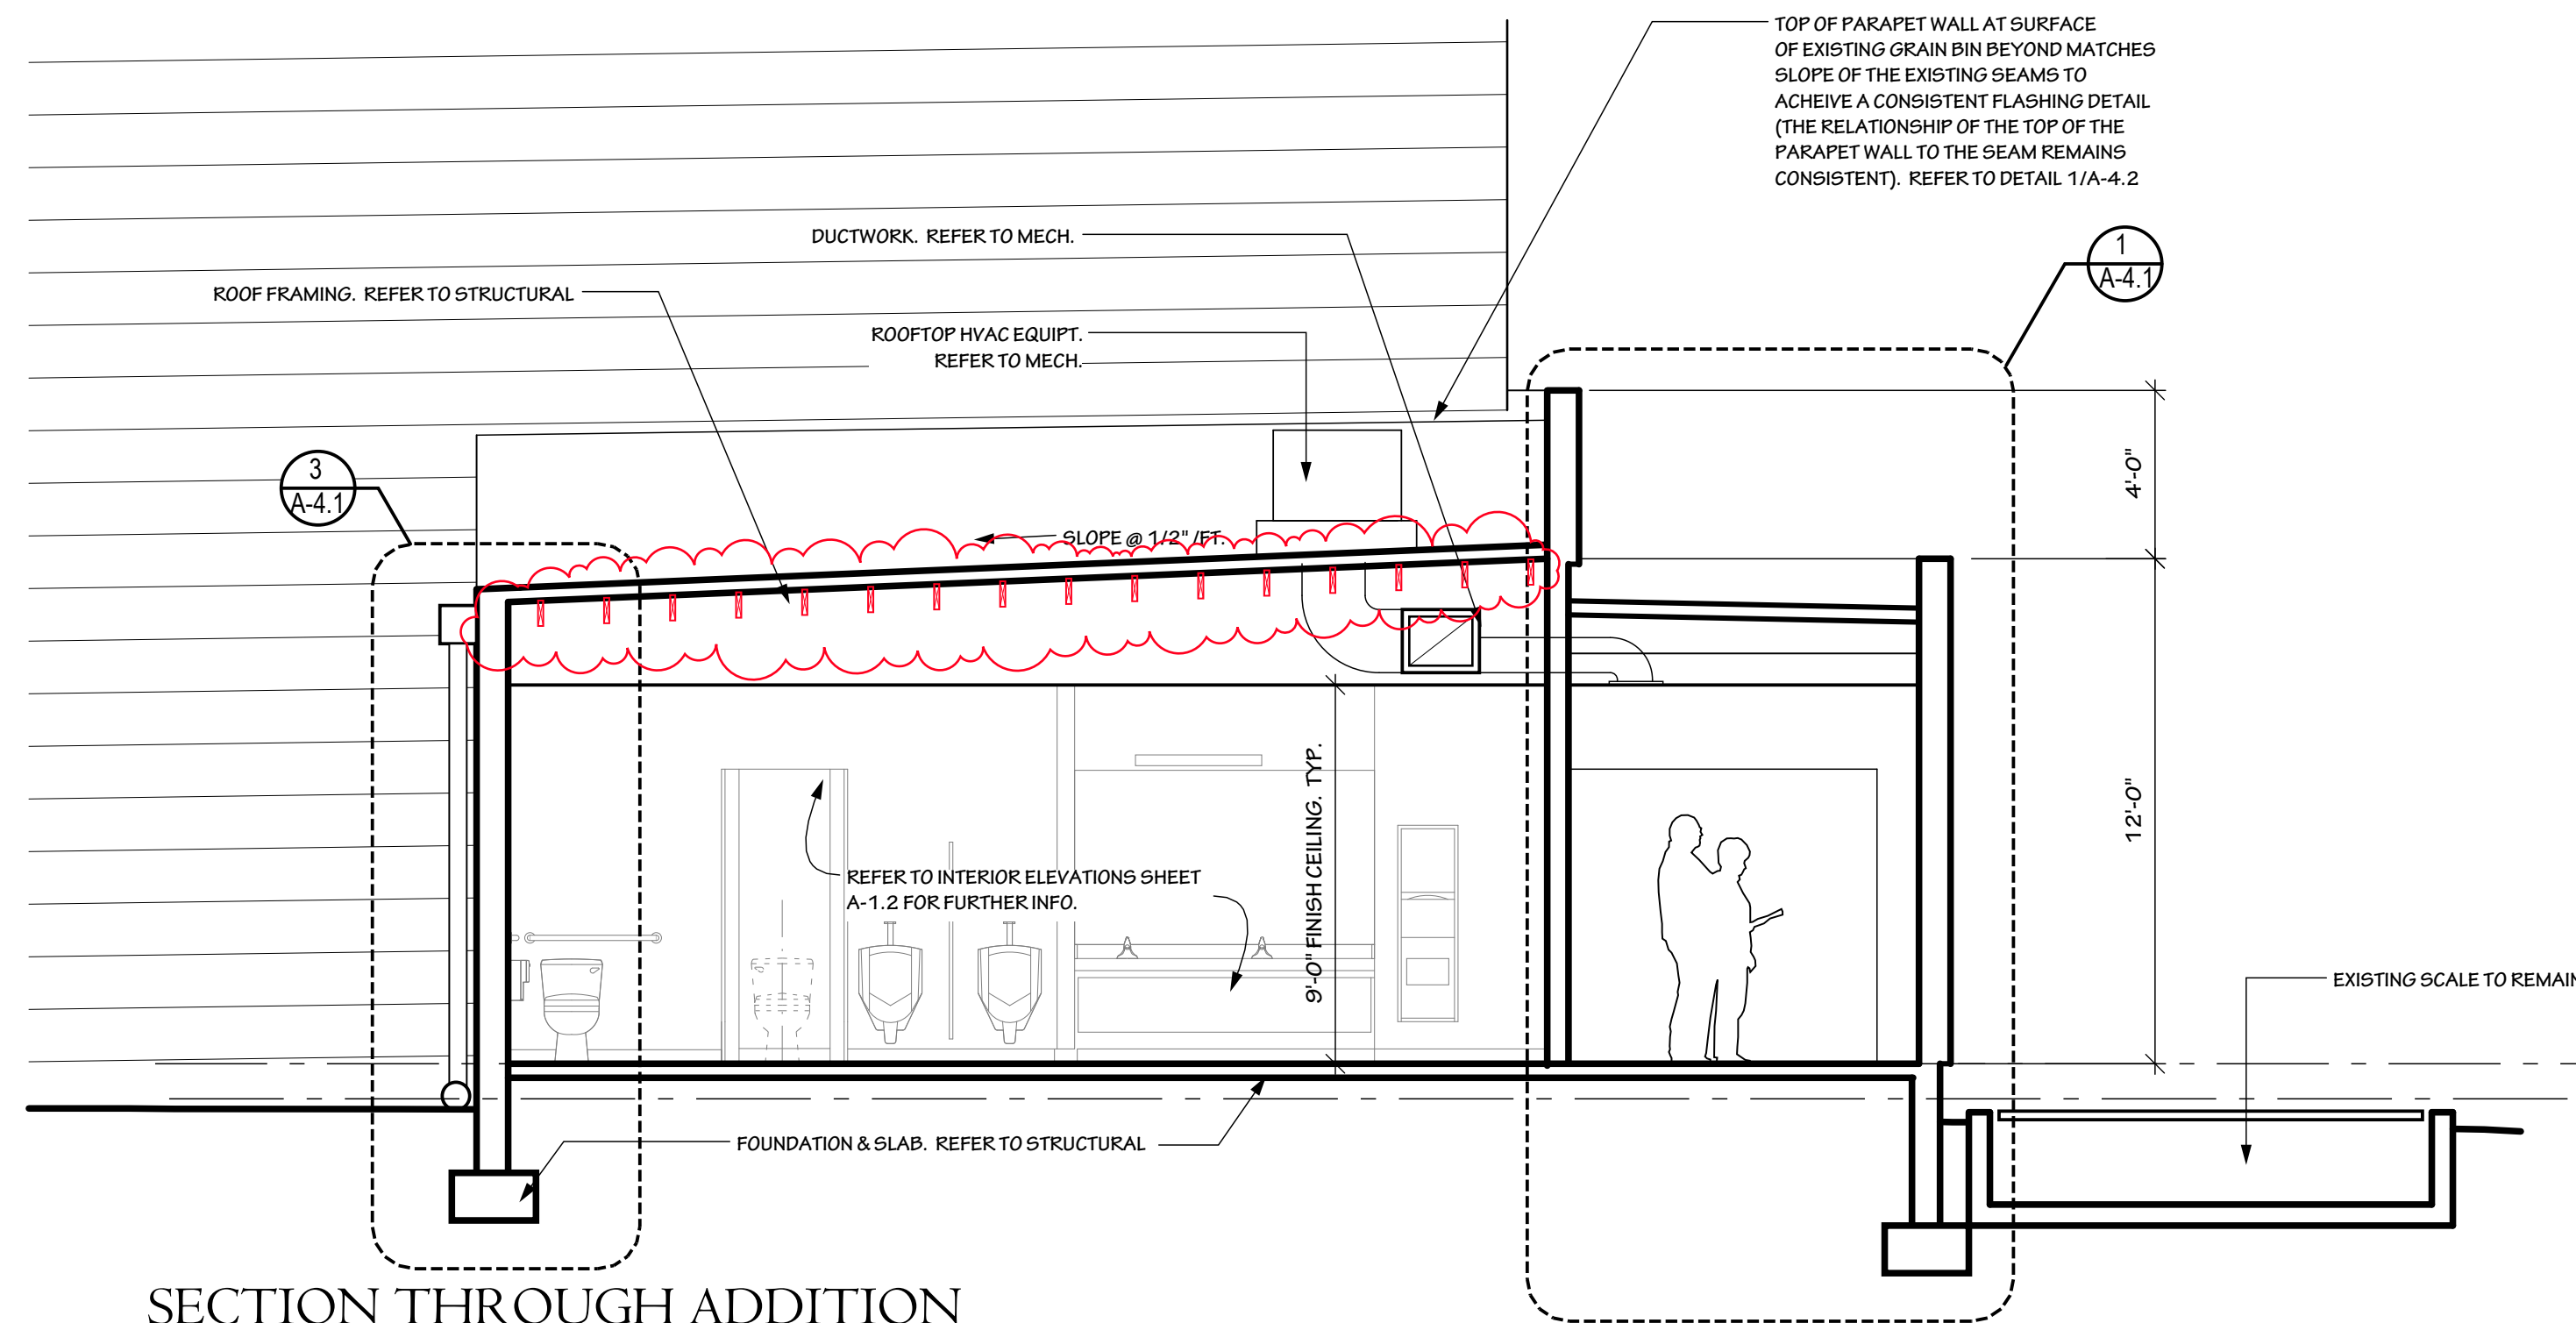 TOP OF PARAPET WALL AT SURFACE
OF EXISTING GRAIN BIN BEYOND MATCHES
SLOPE OF THE EXISTING SEAMS TO
ACHEIVE A CONSISTENT FLASHING DETAIL
(THE RELATIONSHIP OF THE TOP OF THE
PARAPET WALL TO THE SEAM REMAINS
CONSISTENT). REFER TO DETAIL 1/A-4.2
DUCTWORK. REFER TO MECH.
1
A-4.1
ROOF FRAMING. REFER TO STRUCTURAL
ROOFTOP HVAC EQUIPT.
REFER TO MECH.
3
A-4.1
4'-0"
SLOPE @ 1/2" /FT.
12'-0"
9'-0" FINISH CEILING. TYP.
REFER TO INTERIOR ELEVATIONS SHEET
A-1.2 FOR FURTHER INFO.
EXISTING SCALE TO REMAIN
FOUNDATION & SLAB. REFER TO STRUCTURAL
SECTION THROUGH ADDITION